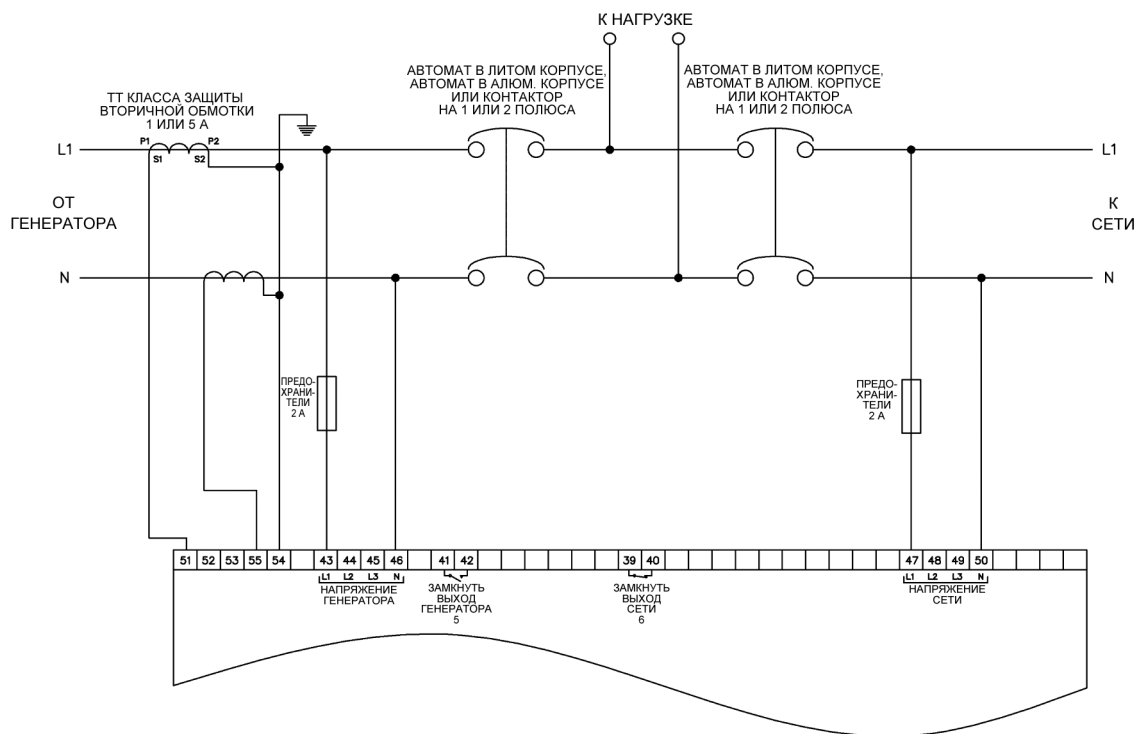 К НАГРУЗКЕ
АВТОМАТ В ЛИТОМ КОРПУСЕ,
АВТОМАТ В АЛЮМ. КОРПУСЕ
ИЛИ КОНТАКТОР
НА 1 ИЛИ 2 ПОЛЮСА
АВТОМАТ В ЛИТОМ КОРПУСЕ,
АВТОМАТ В АЛЮМ. КОРПУСЕ
ИЛИ КОНТАКТОР
НА 1 ИЛИ 2 ПОЛЮСА
ТТ КЛАССА ЗАЩИТЫ
ВТОРИЧНОЙ ОБМОТКИ
1 ИЛИ 5 А
P1 P2
L1 S1 S2 L1
ОТ
ГЕНЕРАТОРА
К
СЕТИ
N N
ПРЕДО-
ХРАНИ-
ТЕЛИ
2 А
ПРЕДО-
ХРАНИ-
ТЕЛИ
2 А
51 52 53 55 54 43 44 45 46 41 42 39 40 47 48 49 50
L1 L2 L3 N
НАПРЯЖЕНИЕ
ГЕНЕРАТОРА
ЗАМКНУТЬ
ВЫХОД
ГЕНЕРАТОРА
5
ЗАМКНУТЬ
ВЫХОД
СЕТИ
6
L1 L2 L3 N
НАПРЯЖЕНИЕ
СЕТИ